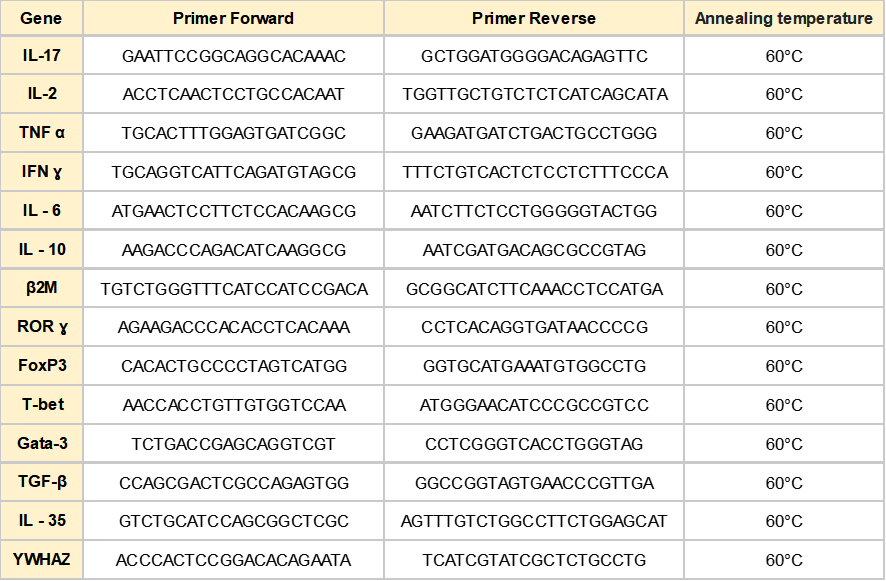 Gene Primer Forward Primer Reverse Annealing temperature
IL-17 GAATTCCGGCAGGCACAAAC GCTGGATGGGGACAGAGTTC 60°C
IL-2 ACCTCAACTCCTGCCACAAT TGGTTGCTGTCTCTCATCAGCATA 60°C
TNF α TGCACTTTGGAGTGATCGGC GAAGATGATCTGACTGCCTGGG 60°C
IFN ɣ TGCAGGTCATTCAGATGTAGCG TTTCTGTCACTCTCCTCTTTCCCA 60°C
IL - 6 ATGAACTCCTTCTCCACAAGCG AATCTTCTCCTGGGGGTACTGG 60°C
IL - 10 AAGACCCAGACATCAAGGCG AATCGATGACAGCGCCGTAG 60°C
β2M TGTCTGGGTTTCATCCATCCGACA GCGGCATCTTCAAACCTCCATGA 60°C
ROR ɣ AGAAGACCCACACCTCACAAA CCTCACAGGTGATAACCCCG 60°C
FoxP3 CACACTGCCCCTAGTCATGG GGTGCATGAAATGTGGCCTG 60°C
T-bet AACCACCTGTTGTGGTCCAA ATGGGAACATCCCGCCGTCC 60°C
Gata-3 TCTGACCGAGCAGGTCGT CCTCGGGTCACCTGGGTAG 60°C
TGF-β CCAGCGACTCGCCAGAGTGG GGCCGGTAGTGAACCCGTTGA 60°C
IL - 35 GTCTGCATCCAGCGGCTCGC AGTTTGTCTGGCCTTCTGGAGCAT 60°C
YWHAZ ACCCACTCCGGACACAGAATA TCATCGTATCGCTCTGCCTG 60°C